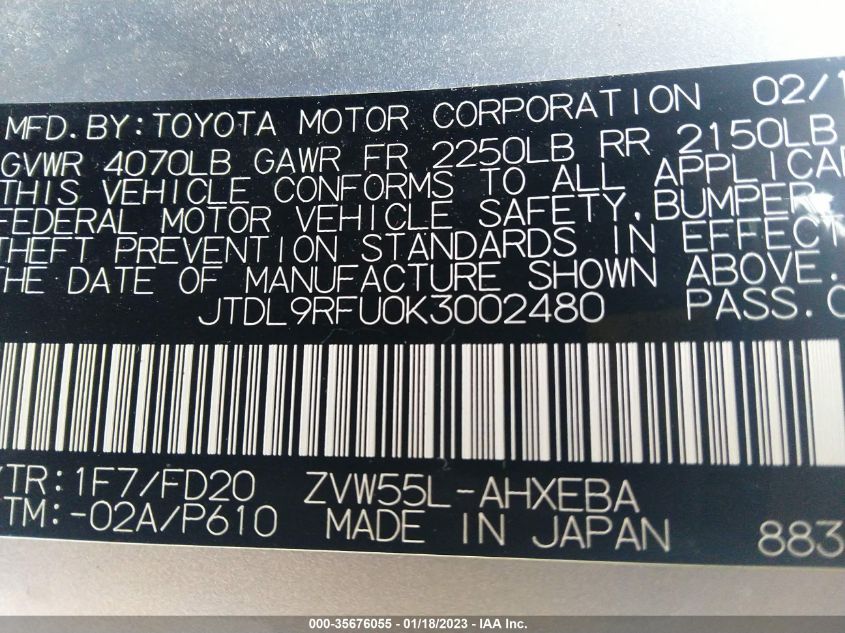 MFD. BY: TOYOTA MOTOR CORPORATION 02/1
GVWR 4070LB GAWR FR 2250LB RR 2150LB
THIS VEHICLE CONFORMS TO ALL APPLICA
FEDERAL MOTOR VEHICLE SAFETY, BUMPER,
THEFT PREVENTION STANDARDS IN EFFECT
THE DATE OF MANUFACTURE SHOWN ABOVE.
JTDL9RFU0K3002480 PASS. C
/TR: 1F7/FD20 ZVW55L-AHXEBA
TM: -02A/P610 MADE IN JAPAN 883
000-35676055 - 01/18/2023 - IAA Inc.